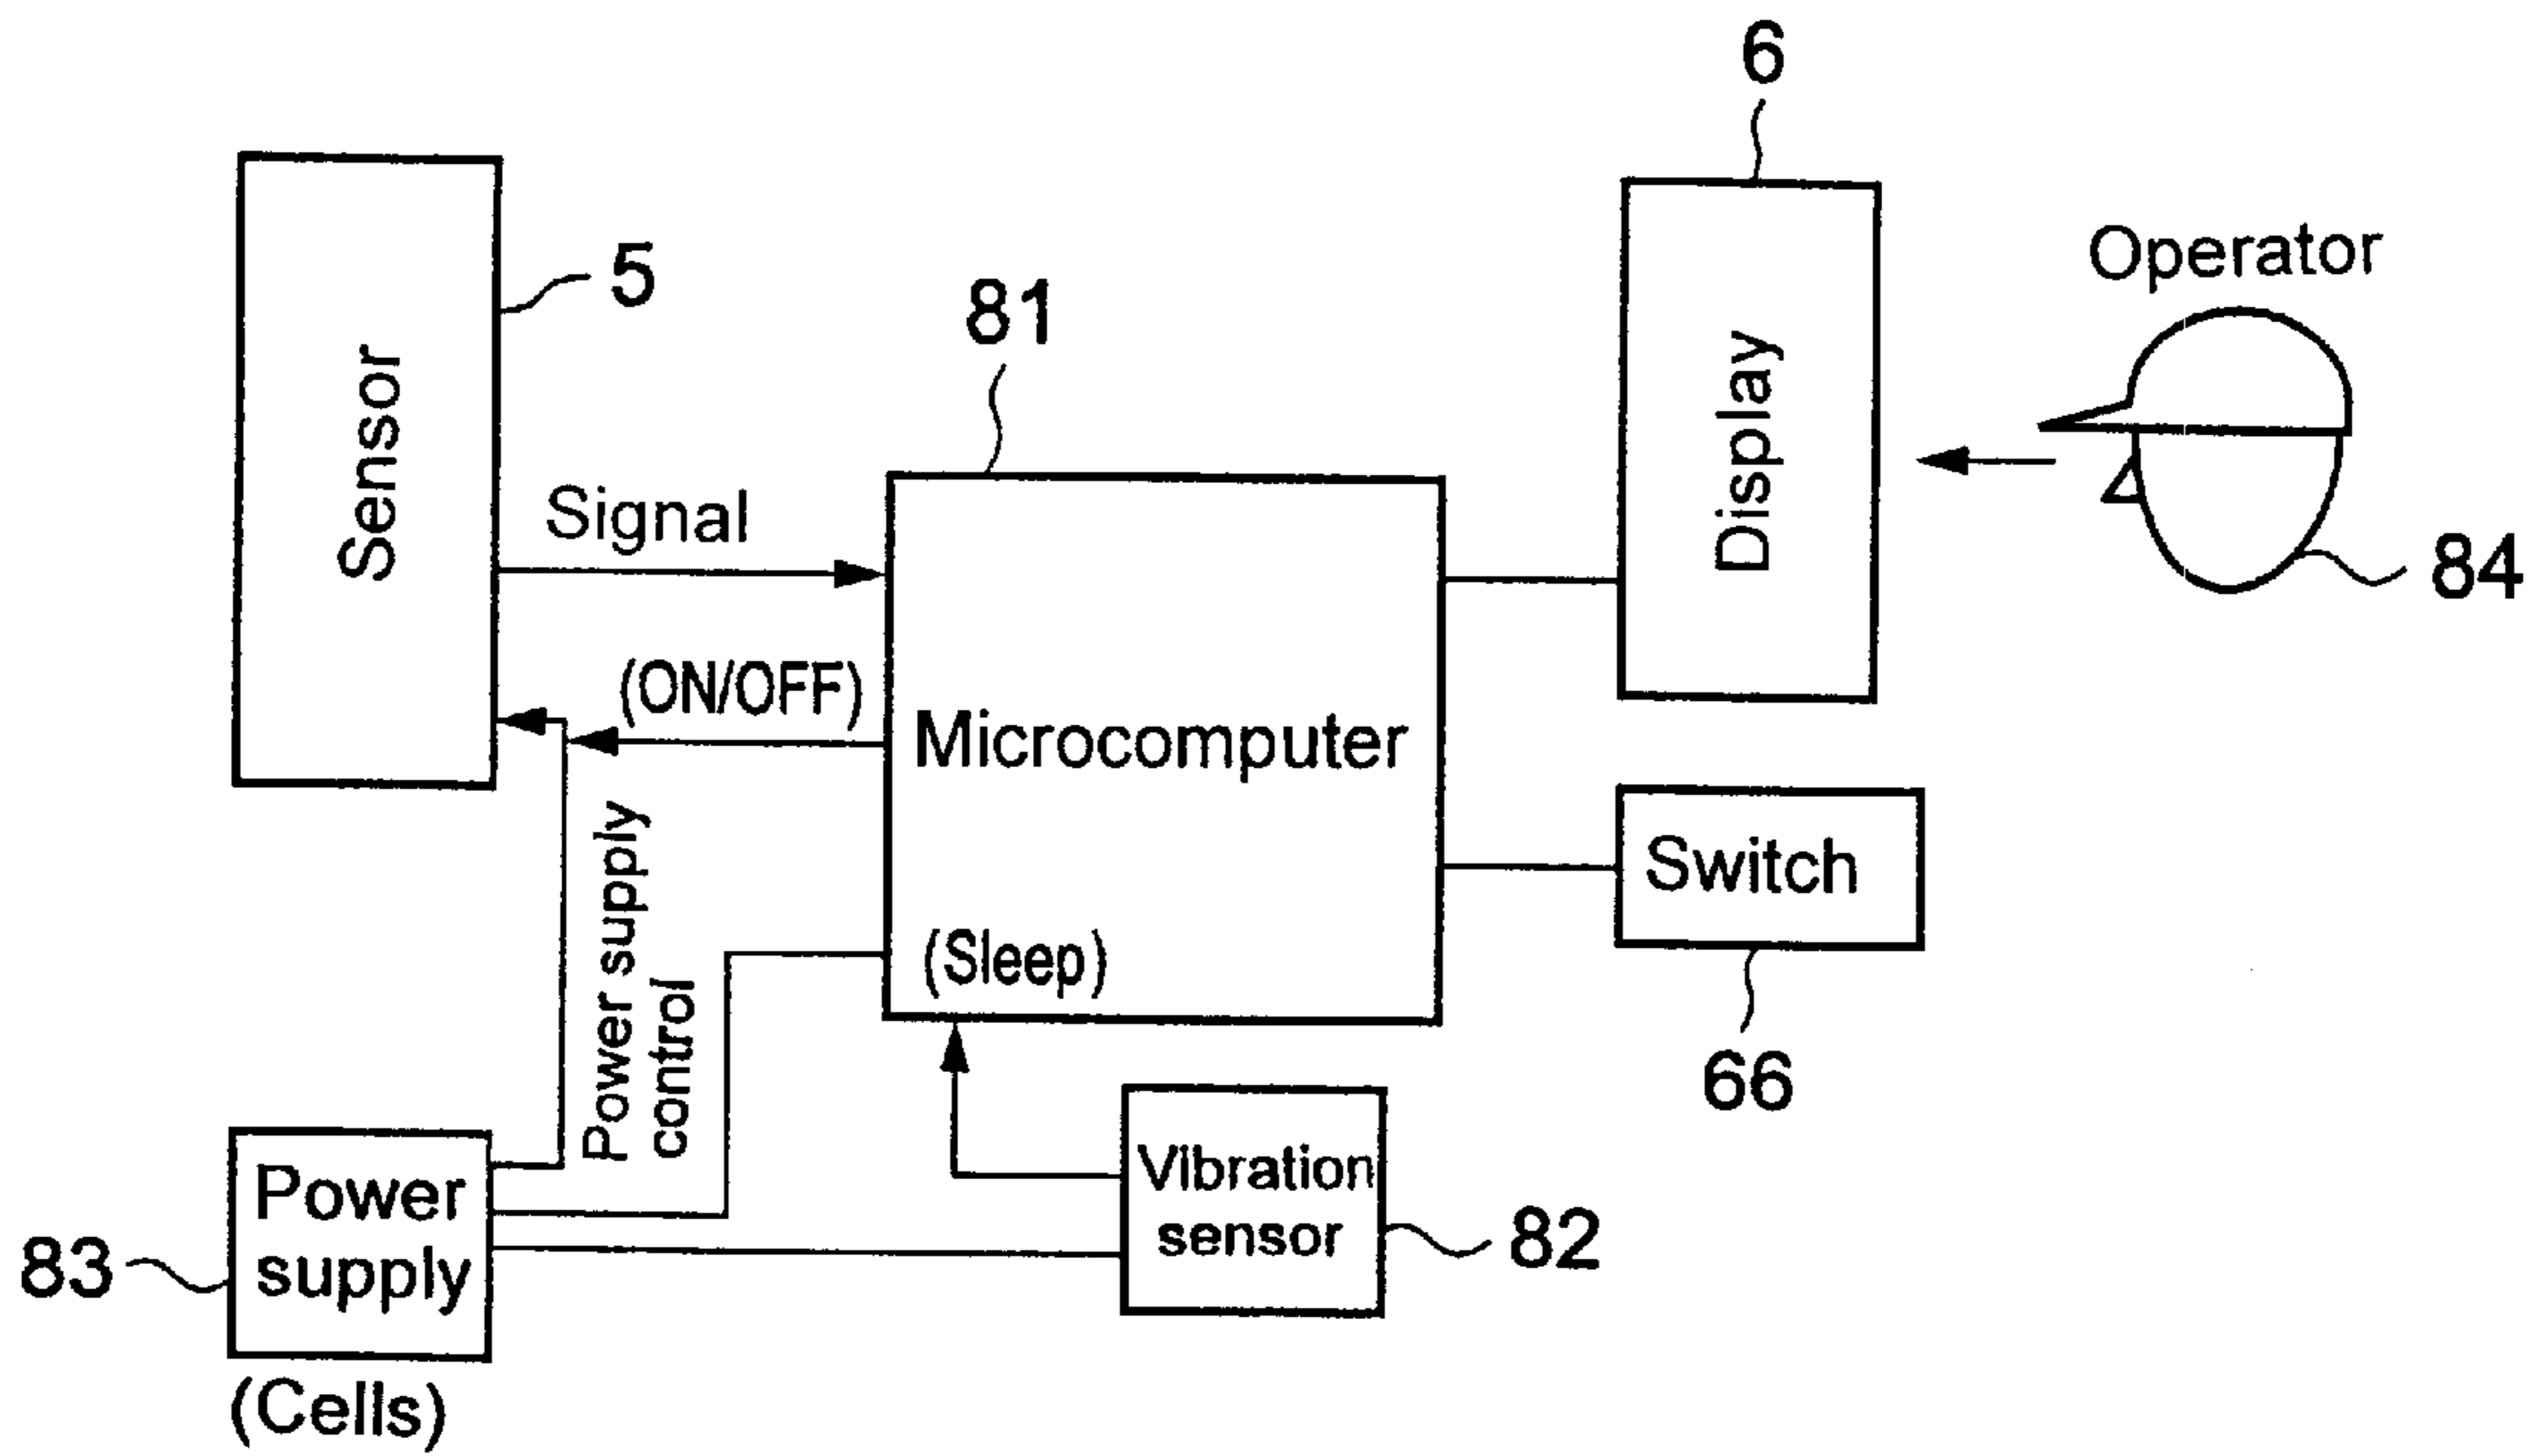 6
Operator
5
Sensor
81
Display
Signal
84
(ON/OFF)
Microcomputer
Power supply
control
Switch
(Sleep)
66
Vibration
sensor
82
Power
supply
83
(Cells)